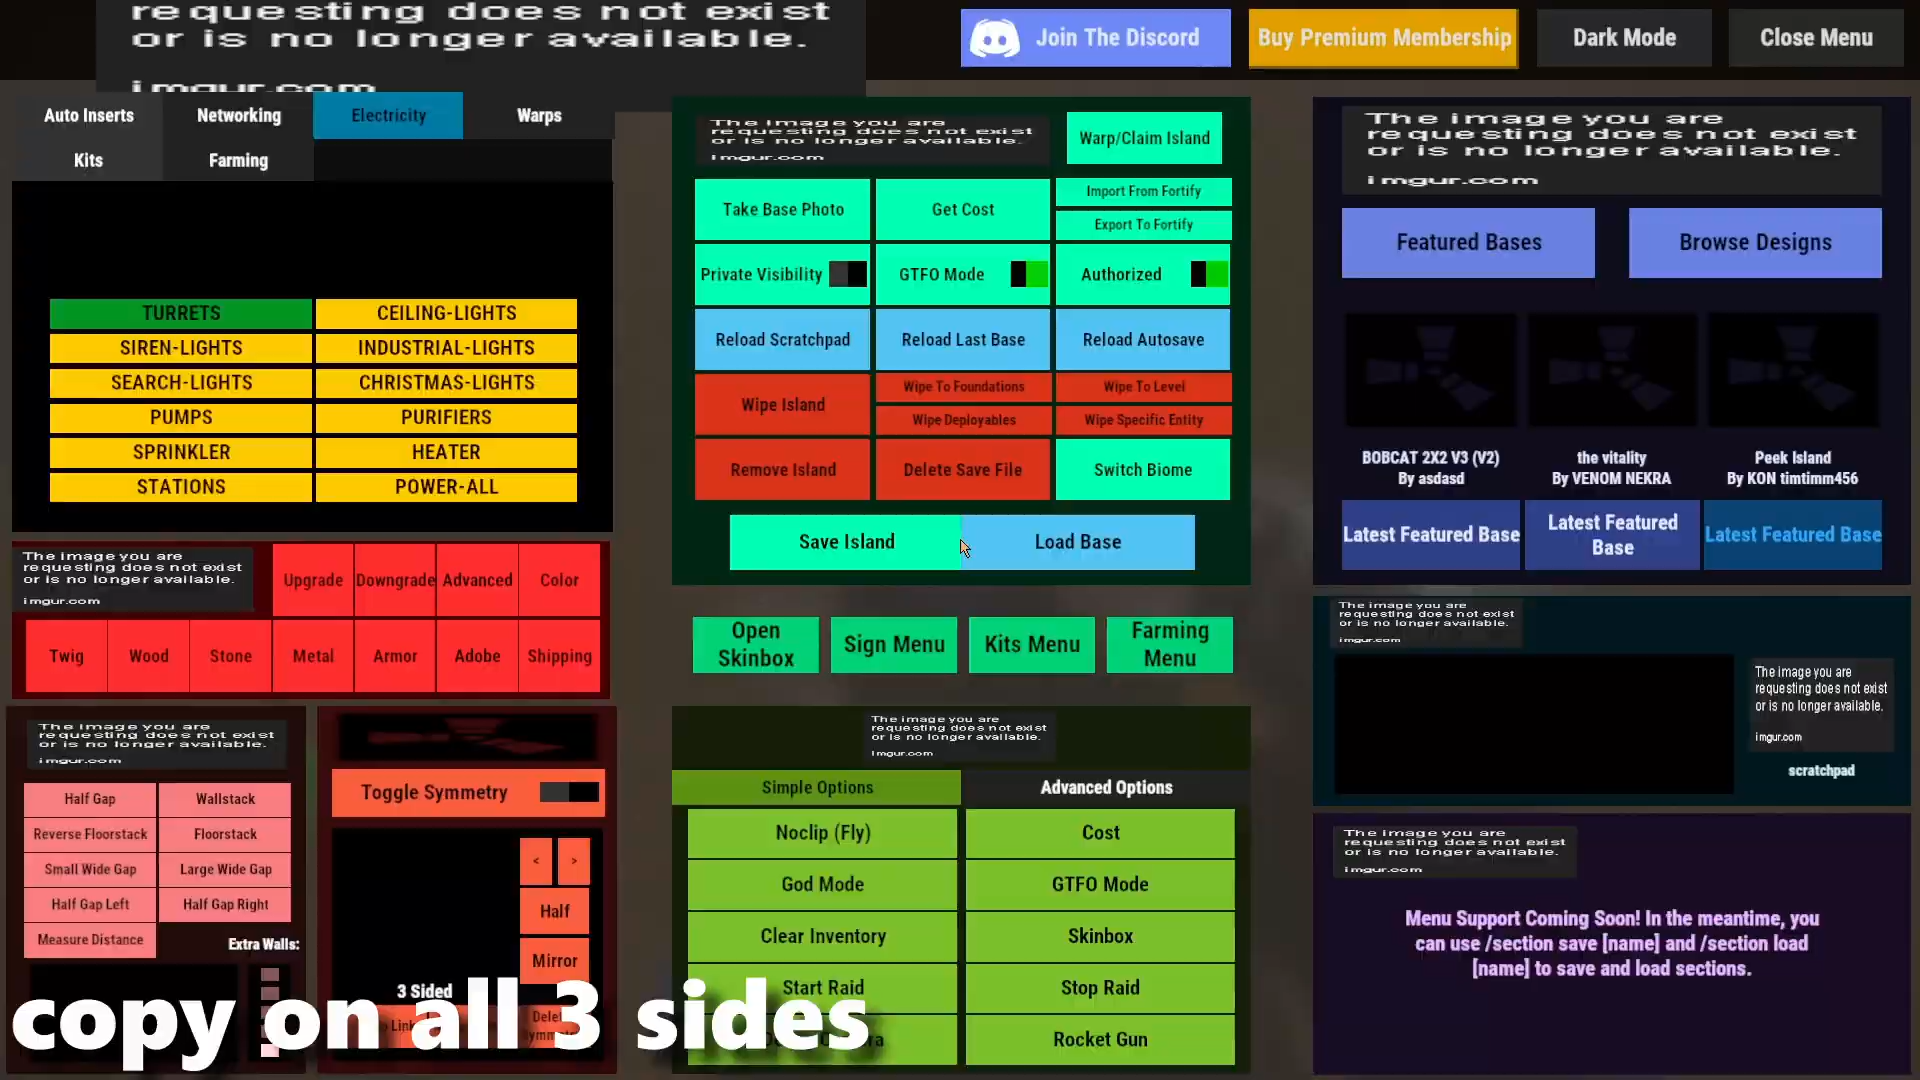 requesting does not exist
or is no longer available.
imgur.com
Join The Discord
Buy Premium Membership
Dark Mode
Close Menu
Auto Inserts
Networking
Electricity
Warps
Kits
Farming
TURRETS
CEILING-LIGHTS
SIREN-LIGHTS
INDUSTRIAL-LIGHTS
SEARCH-LIGHTS
CHRISTMAS-LIGHTS
PUMPS
PURIFIERS
SPRINKLER
HEATER
STATIONS
POWER-ALL
The image you are
requesting does not exist
or is no longer available.
imgur.com
Upgrade
Downgrade
Advanced
Color
Twig
Wood
Stone
Metal
Armor
Adobe
Shipping
The image you are
requesting does not exist
or is no longer available.
imgur.com
Half Gap
Wallstack
Reverse Floorstack
Floorstack
Small Wide Gap
Large Wide Gap
Half Gap Left
Half Gap Right
Measure Distance
Extra Walls:
Toggle Symmetry
<
>
Half
Mirror
3 Sided
The image you are
requesting does not exist
or is no longer available.
imgur.com
Warp/Claim Island
Take Base Photo
Get Cost
Import From Fortify
Export To Fortify
Private Visibility
GTFO Mode
Authorized
Reload Scratchpad
Reload Last Base
Reload Autosave
Wipe Island
Wipe To Foundations
Wipe To Level
Wipe Deployables
Wipe Specific Entity
Remove Island
Delete Save File
Switch Biome
Save Island
Load Base
Open
Skinbox
Sign Menu
Kits Menu
Farming
Menu
The image you are
requesting does not exist
or is no longer available.
imgur.com
Simple Options
Advanced Options
Noclip (Fly)
Cost
God Mode
GTFO Mode
Clear Inventory
Skinbox
Start Raid
Stop Raid
Rocket Gun
The image you are
requesting does not exist
or is no longer available.
imgur.com
Featured Bases
Browse Designs
BOBCAT 2X2 V3 (V2)
By asdasd
the vitality
By VENOM NEKRA
Peek Island
By KON timtimm456
Latest Featured Base
Latest Featured
Base
Latest Featured Base
The image you are
requesting does not exist
or is no longer available.
imgur.com
The image you are
requesting does not exist
or is no longer available.
imgur.com
scratchpad
The image you are
requesting does not exist
or is no longer available.
imgur.com
Menu Support Coming Soon! In the meantime, you
can use /section save [name] and /section load
[name] to save and load sections.
copy on all 3 sides